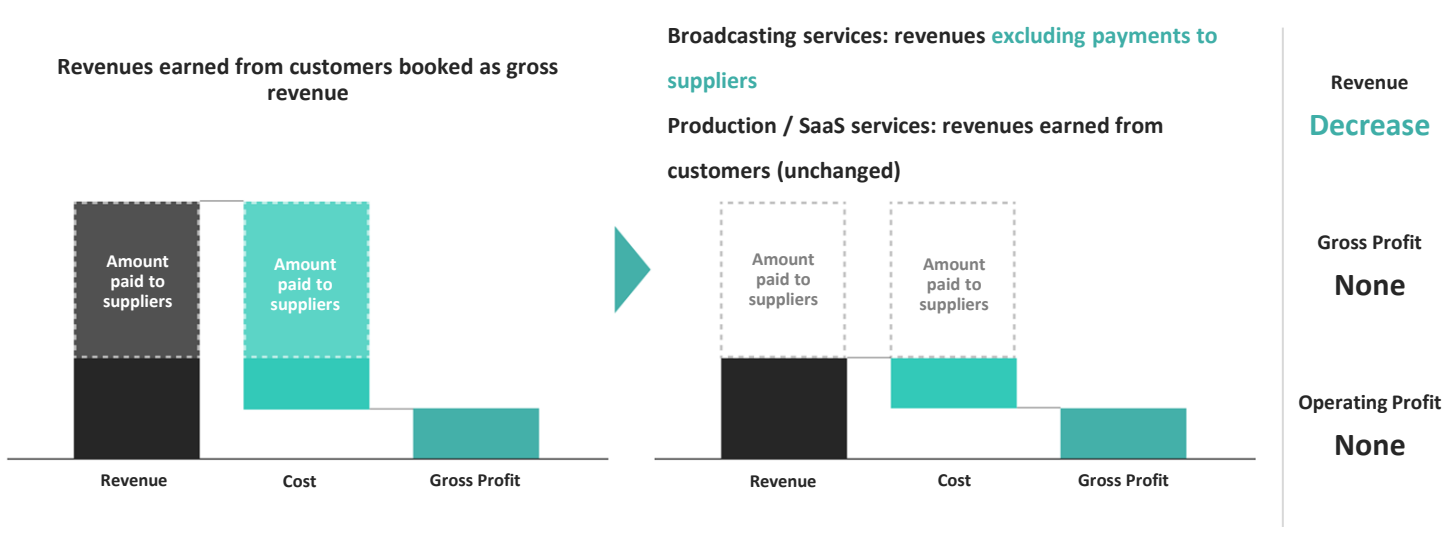 Revenues earned from customers booked as gross
revenue
Amount
paid to
suppliers
Amount
paid to
suppliers
Revenue
Cost
Gross Profit
Broadcasting services: revenues excluding payments to
suppliers
Production / SaaS services: revenues earned from
customers (unchanged)
Amount
paid to
suppliers
Amount
paid to
suppliers
Revenue
Cost
Gross Profit
Revenue
Decrease
Gross Profit
None
Operating Profit
None